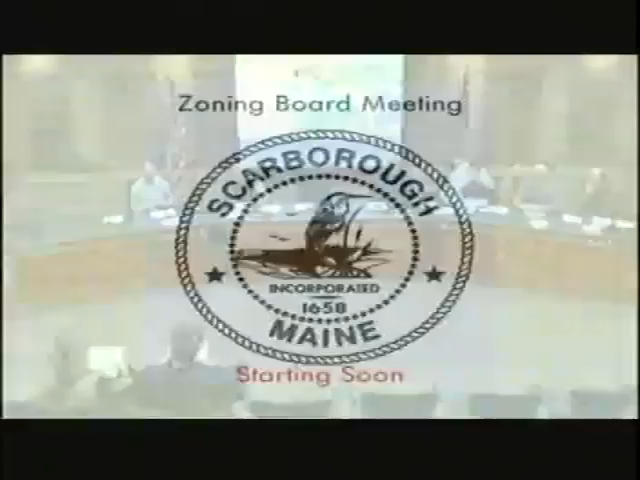 Zoning Board Meeting
SCARBOROUGH
INCORPORATED
1658
MAINE
Starting Soon